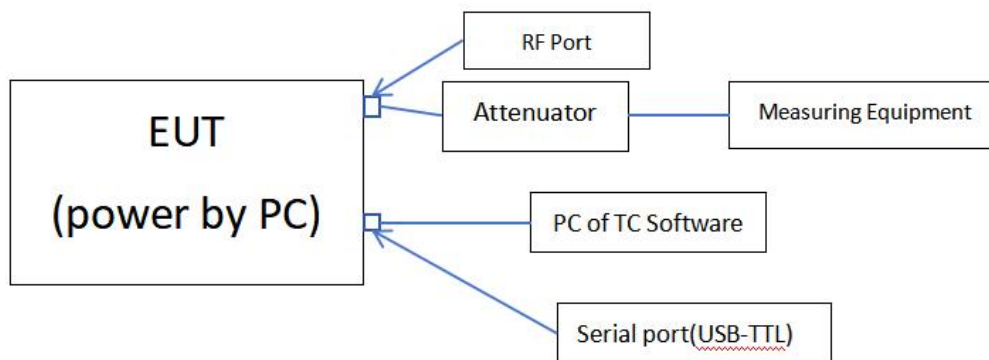 RF Port
EUT
(power by PC)
Attenuator
Measuring Equipment
PC of TC Software
Serial port(USB-TTL)